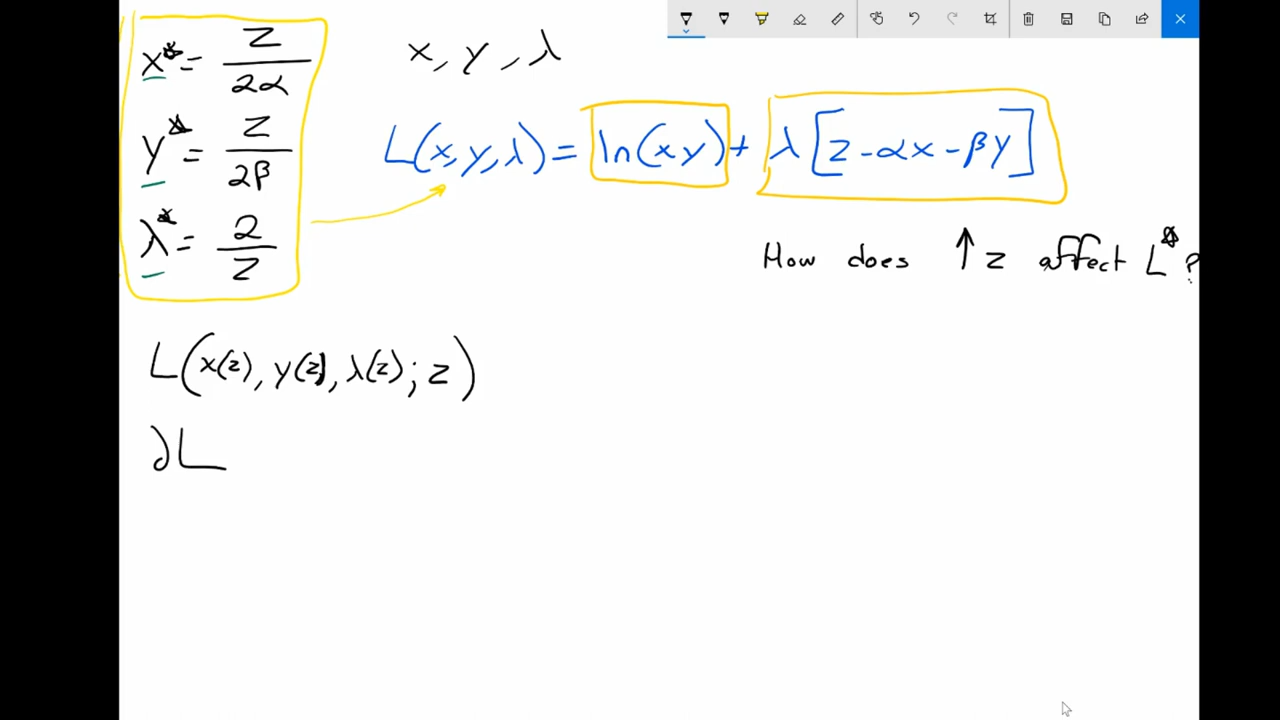 x* = z/2α
y* = z/2β
λ* = 2/z
x, y, λ
L(x,y,λ) = ln(xy) + λ[z-αx-βy]
How does ↑ z affect L*?
L(x(z), y(z), λ(z); z)
∂L